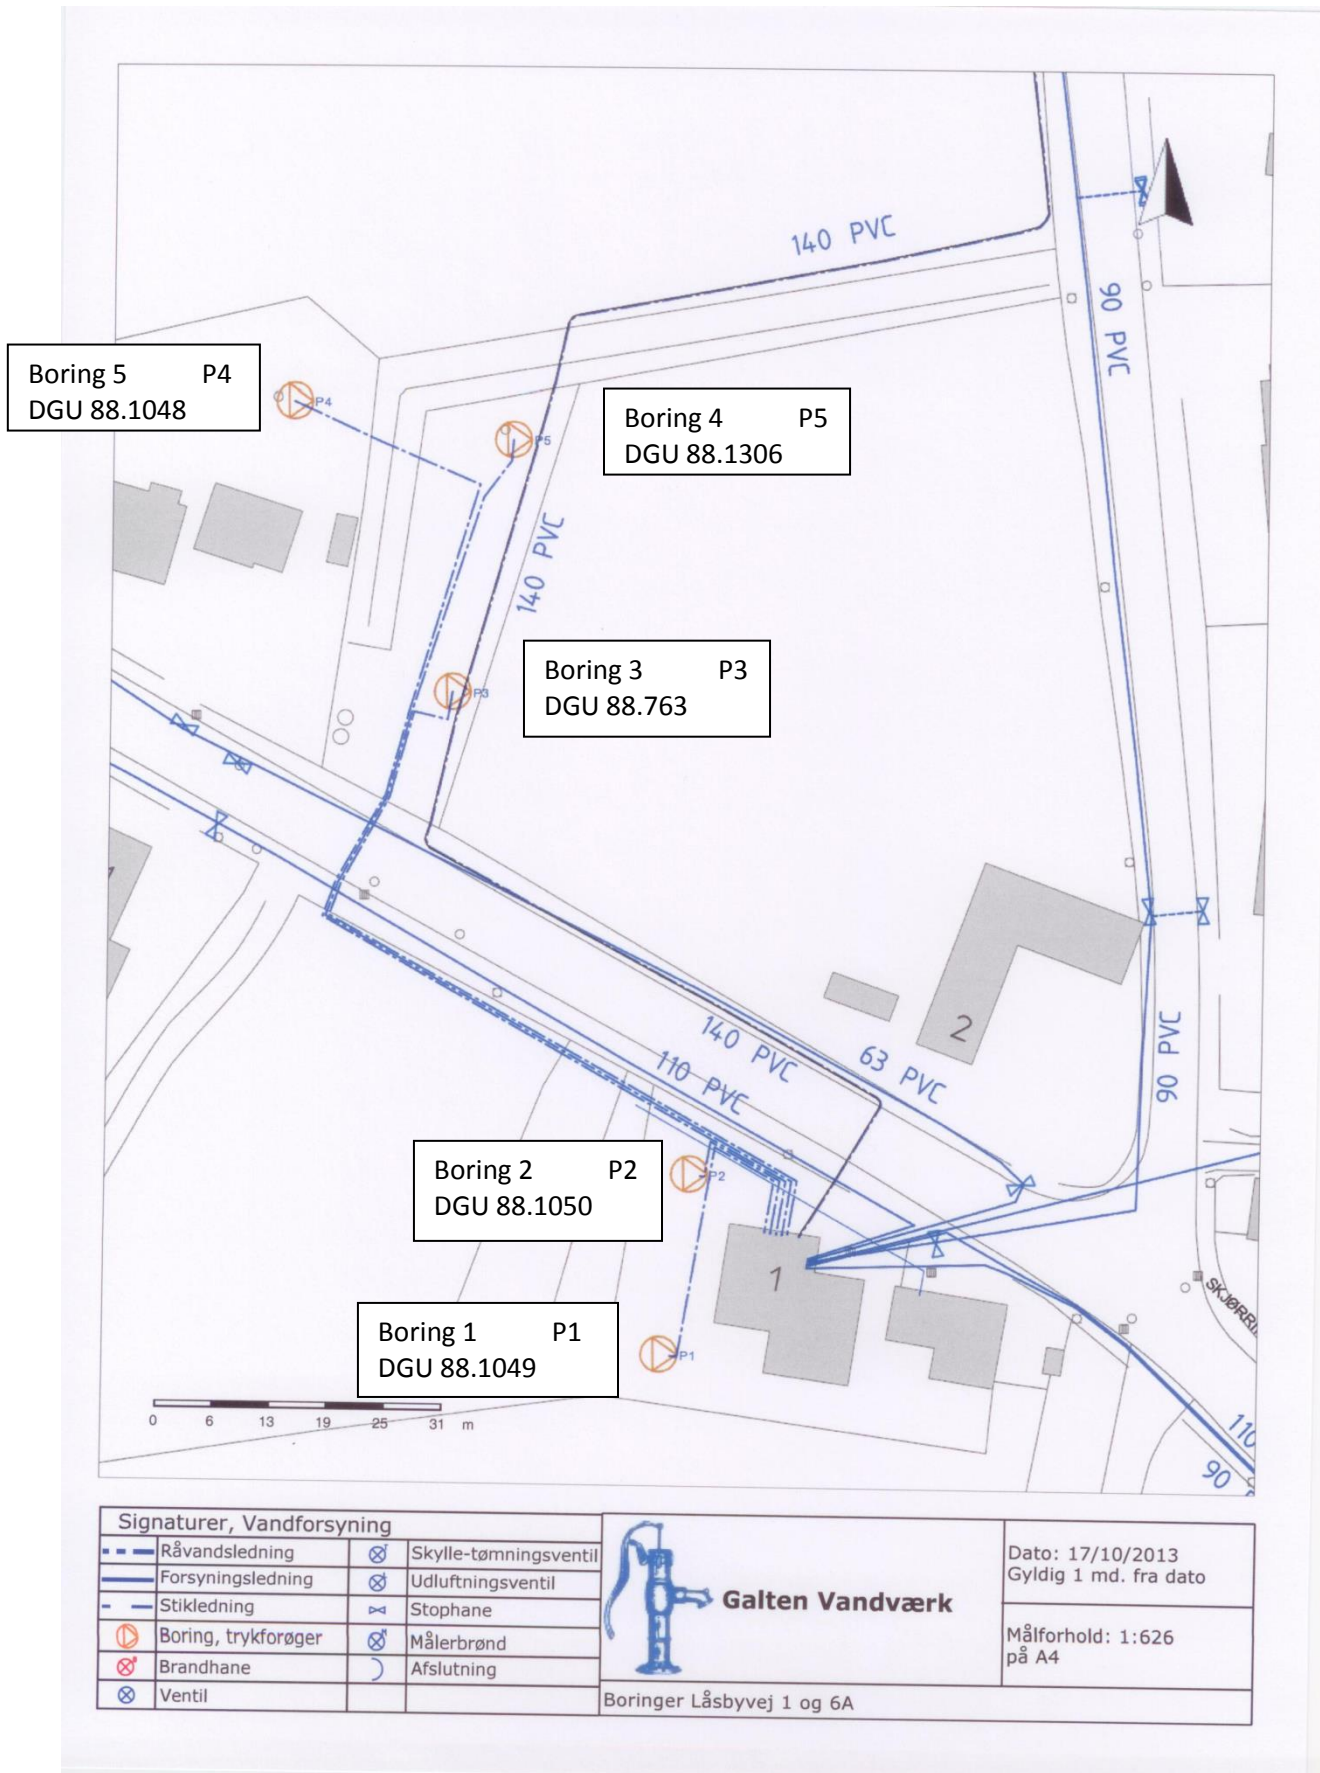 140 PVC
90 PVC
Boring 5 P4
DGU 88.1048
P4
Boring 4 P5
DGU 88.1306
P5
140 PVC
Boring 3 P3
DGU 88.763
P3
2
140 PVC
63 PVC
110 PVC
90 PVC
Boring 2 P2
DGU 88.1050
P2
1
Boring 1 P1
DGU 88.1049
P1
0 6 13 19 25 31 m
110
90
Signaturer, Vandforsyning
Råvandsledning
Skylle-tømningsventil
Forsyningsledning
Udluftningsventil
Stikledning
Stophane
Boring, trykforøger
Målerbrønd
Brandhane
Afslutning
Ventil
Galten Vandværk
Dato: 17/10/2013
Gyldig 1 md. fra dato
Målforhold: 1:626
på A4
Boringer Låsbyvej 1 og 6A